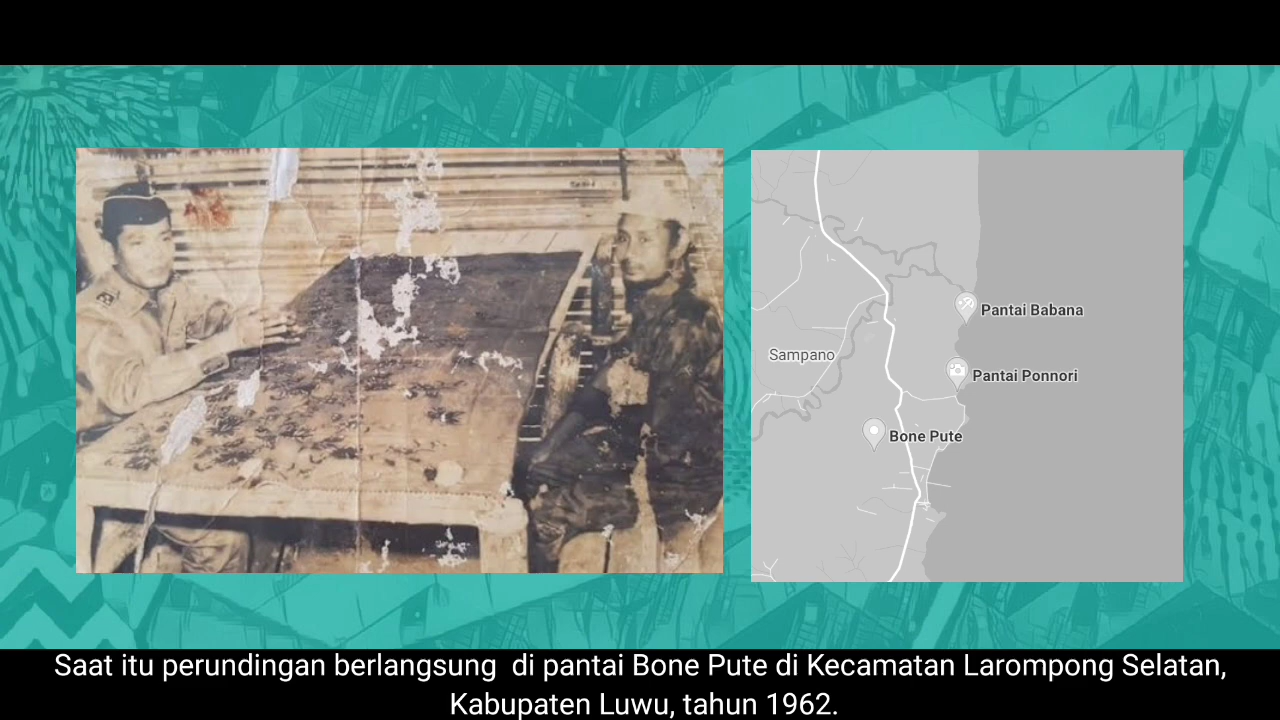 Pantai Babana
Sampano
Pantai Ponnori
Bone Pute
Saat itu perundingan berlangsung  di pantai Bone Pute di Kecamatan Larompong Selatan,
Kabupaten Luwu, tahun 1962.